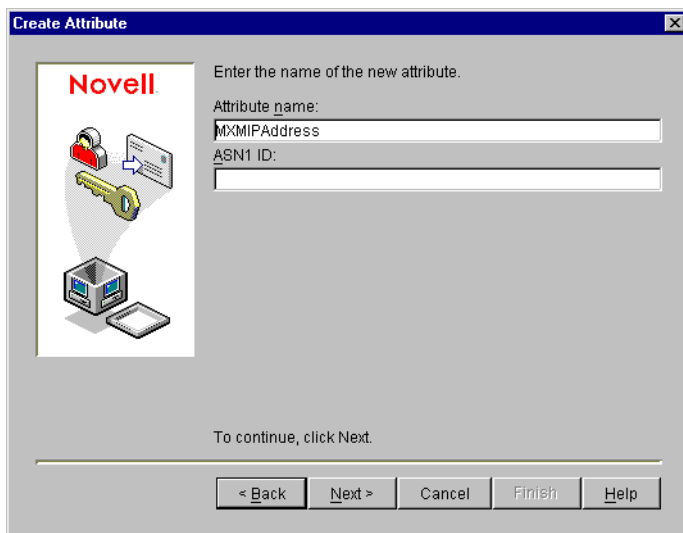 Create Attribute
Novell.
Enter the name of the new attribute.
Attribute name:
MXMIPAddress
ASN1 ID:
To continue, click Next.
< Back
Next >
Cancel
Finish
Help